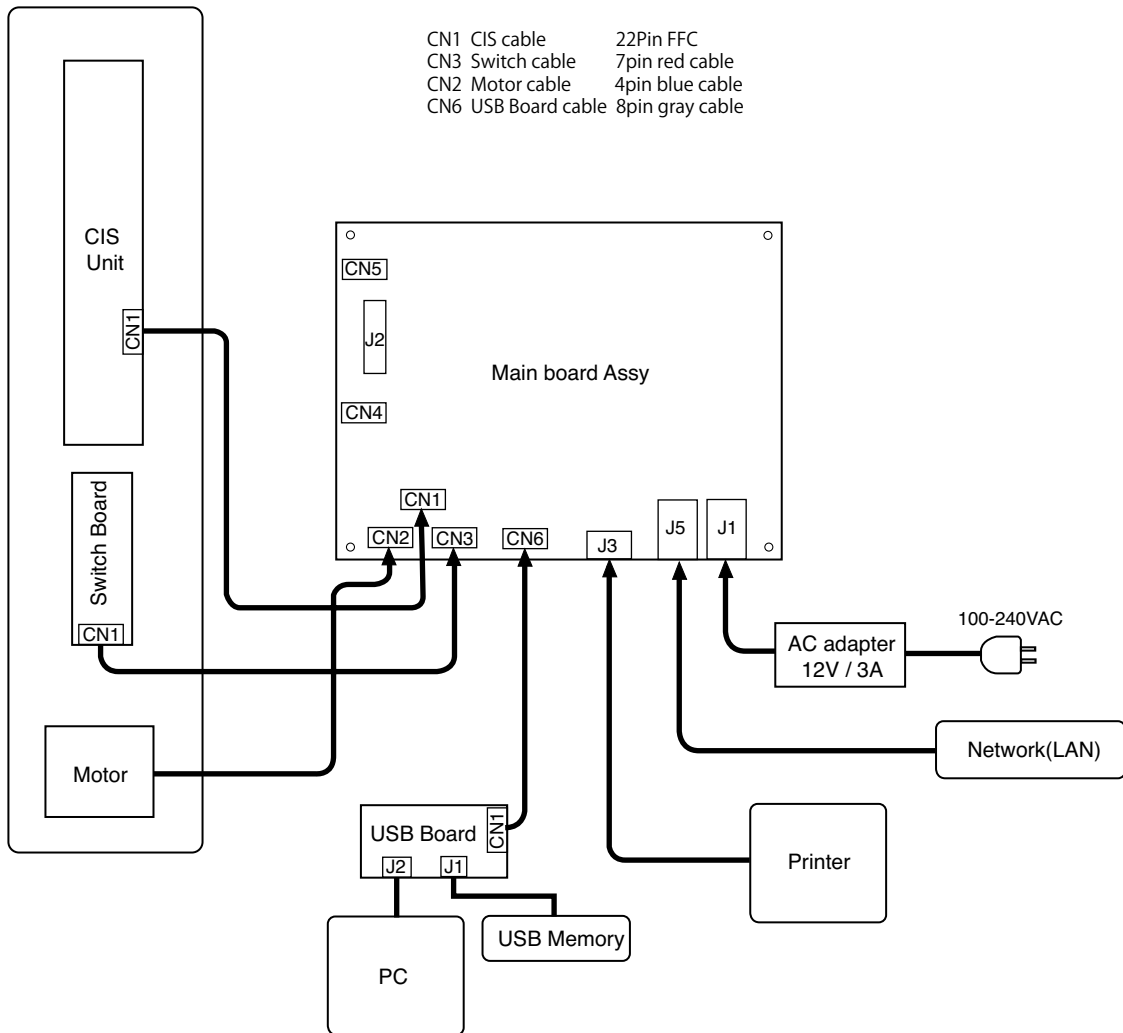 CN1 CIS cable 22Pin FFC
CN3 Switch cable 7pin red cable
CN2 Motor cable 4pin blue cable
CN6 USB Board cable 8pin gray cable
CIS
Unit
CN1
Switch Board
CN1
Motor
CN5
J2
CN4
Main board Assy
CN1
CN2
CN3
CN6
J3
J5
J1
100-240VAC
AC adapter
12V / 3A
Network(LAN)
Printer
USB Board
CN1
J2
J1
USB Memory
PC